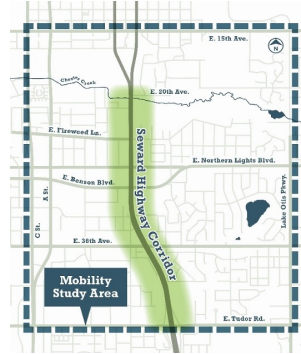 E. 15th Ave.
N
Chester Creek
E. 20th Ave.
E. Fireweed Ln.
Seward Highway Corridor
E. Northern Lights Blvd.
E. Benson Blvd.
A St.
C St.
Lake Otis Pkwy.
E. 36th Ave.
Mobility
Study Area
E. Tudor Rd.